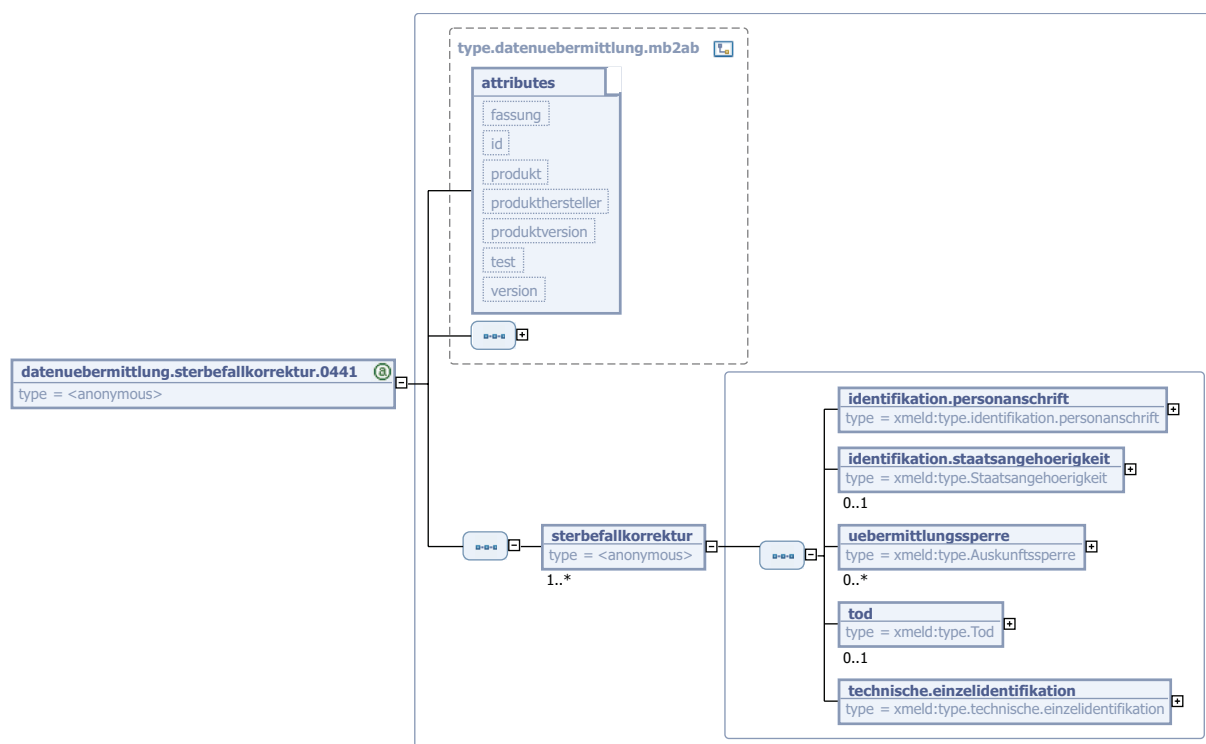 type.datenuebermittlung.mb2ab
attributes
fassung
id
produkt
produkthersteller
produktversion
test
version
datenuebermittlung.sterbefallkorrektur.0441 a
type = <anonymous>
sterbefallkorrektur
type = <anonymous>
1..*
identifikation.personanschrift
type = xmeld:type.identifikation.personanschrift
identifikation.staatsangehoerigkeit
type = xmeld:type.Staatsangehoerigkeit
0..1
uebermittlungssperre
type = xmeld:type.Auskunftssperre
0..*
tod
type = xmeld:type.Tod
0..1
technische.einzelidentifikation
type = xmeld:type.technische.einzelidentifikation